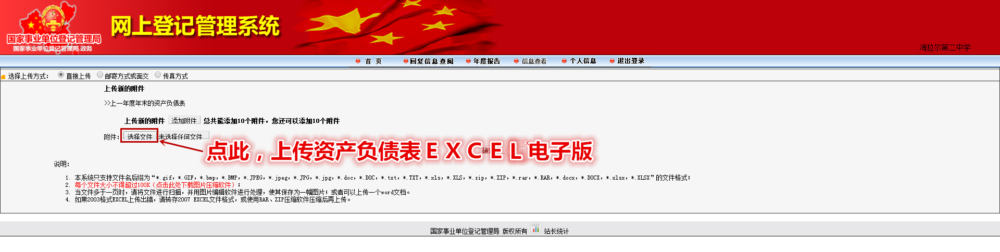 国家事业单位登记管理局
国家事业单位登记管理局.政务
网上登记管理系统
海拉尔第二中学
首 页 回复信息查阅 年度报告 信息查看 个人信息 退出登录
选择上传方式: 直接上传 邮寄方式或面交 传真方式
上传新的附件
>>上一年度年末的资产负债表
上传新的附件 添加附件 总共能添加10个附件，您还可以添加10个附件
附件: 选择文件 未选择任何文件
点此，上传资产负债表EXCEL电子版
确定
说明:
1. 本系统只支持文件名后缀为“*.gif，*.GIF，*.bmp，*.BMP，*.JPEG，*.jpeg，*.JPG，*.jpg，*.doc，*.DOC，*.txt，*.TXT，*.xls，*.XLS，*.zip，*.ZIP，*.rar，*.RAR，*.docx，*.DOCX，*.xlsx，*.XLSX”的文件格式；
2. 每个文件大小不得超过100K（点击此处下载图片压缩软件）；
3. 当文件多于一页时，请将文件进行扫描，并用图片编辑软件进行处理，使其保存为一幅图片；或者可以上传一个word文档。
4. 如果2003格式EXCEL上传出错，请转存2007 EXCEL文件格式，或使用RAR、ZIP压缩软件压缩后再上传。
国家事业单位登记管理局 版权所有 CNZZ 站长统计